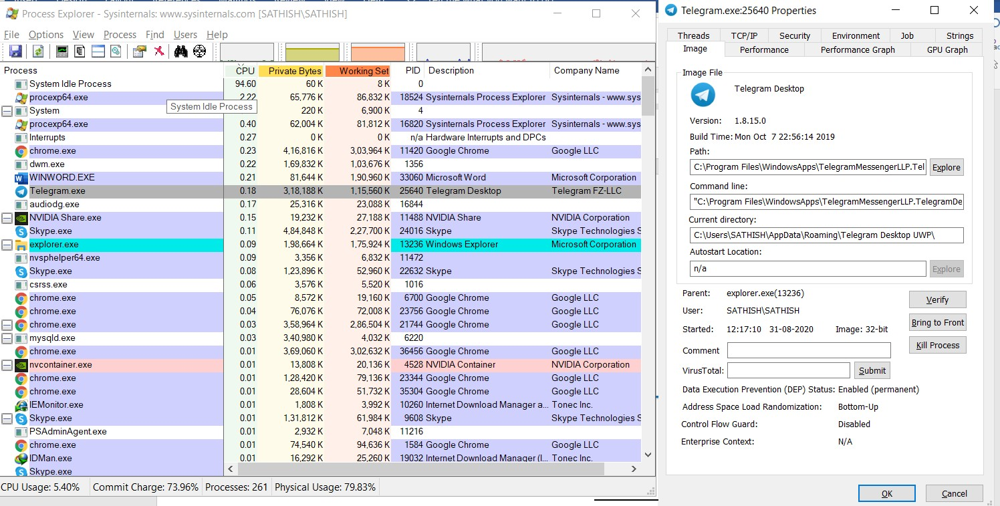 Process Explorer - Sysinternals: www.sysinternals.com [SATHISH\SATHISH]
File Options View Process Find Users Help
Process CPU Private Bytes Working Set PID Description Company Name
System Idle Process 94.60 60 K 8 K 0
procexp64.exe 2.22 65,776 K 86,832 K 18524 Sysinternals Process Explorer Sysinternals - www.sys
System Idle Process
System 220 K 6,900 K 4
procexp64.exe 0.40 62,004 K 81,812 K 16820 Sysinternals Process Explorer Sysinternals - www.sys
Interrupts 0.27 0 K 0 K n/a Hardware Interrupts and DPCs
chrome.exe 0.23 4,16,816 K 3,03,964 K 11420 Google Chrome Google LLC
dwm.exe 0.22 1,69,832 K 1,03,676 K 1356
WINWORD.EXE 0.21 81,644 K 1,90,960 K 33060 Microsoft Word Microsoft Corporation
Telegram.exe 0.18 3,18,188 K 1,15,560 K 25640 Telegram Desktop Telegram FZ-LLC
audiodg.exe 0.17 25,316 K 23,088 K 16844
NVIDIA Share.exe 0.15 19,232 K 27,188 K 11488 NVIDIA Share NVIDIA Corporation
Skype.exe 0.11 4,84,848 K 2,27,700 K 24016 Skype Skype Technologies S
explorer.exe 0.09 1,98,664 K 1,75,924 K 13236 Windows Explorer Microsoft Corporation
nvsphelper64.exe 0.09 3,356 K 6,832 K 11472
Skype.exe 0.08 1,23,896 K 52,960 K 22632 Skype Skype Technologies S
csrss.exe 0.06 3,576 K 5,520 K 1016
chrome.exe 0.05 8,572 K 19,160 K 6700 Google Chrome Google LLC
chrome.exe 0.04 76,076 K 72,008 K 23756 Google Chrome Google LLC
chrome.exe 0.03 3,58,964 K 2,86,504 K 21744 Google Chrome Google LLC
mysqld.exe 0.03 3,40,980 K 4,032 K 6220
chrome.exe 0.01 3,69,060 K 3,02,632 K 36456 Google Chrome Google LLC
nvcontainer.exe 0.01 13,808 K 20,136 K 4528 NVIDIA Container NVIDIA Corporation
chrome.exe 0.01 1,28,420 K 79,136 K 23344 Google Chrome Google LLC
chrome.exe 0.01 28,604 K 51,732 K 35304 Google Chrome Google LLC
IEMonitor.exe 0.01 1,808 K 3,992 K 10260 Internet Download Manager a... Tonec Inc.
Skype.exe 0.01 1,31,812 K 61,984 K 9608 Skype Skype Technologies S
PSAdminAgent.exe 0.01 2,932 K 7,048 K 11216
chrome.exe 0.01 74,540 K 94,636 K 1584 Google Chrome Google LLC
IDMan.exe 0.01 16,292 K 25,260 K 19032 Internet Download Manager (I... Tonec Inc.
Skype.exe
CPU Usage: 5.40% Commit Charge: 73.96% Processes: 261 Physical Usage: 79.83%
Telegram.exe:25640 Properties
Threads TCP/IP Security Environment Job Strings
Image Performance Performance Graph GPU Graph
Image File
Telegram Desktop
Version: 1.8.15.0
Build Time: Mon Oct 7 22:56:14 2019
Path:
C:\Program Files\WindowsApps\TelegramMessengerLLP.Tel Explore
Command line:
"C:\Program Files\WindowsApps\TelegramMessengerLLP.TelegramDe
Current directory:
C:\Users\SATHISH\AppData\Roaming\Telegram Desktop UWP\
Autostart Location:
n/a Explore
Parent: explorer.exe(13236) Verify
User: SATHISH\SATHISH
Bring to Front
Started: 12:17:10 31-08-2020 Image: 32-bit
Kill Process
Comment
VirusTotal: Submit
Data Execution Prevention (DEP) Status: Enabled (permanent)
Address Space Load Randomization: Bottom-Up
Control Flow Guard: Disabled
Enterprise Context: N/A
OK Cancel